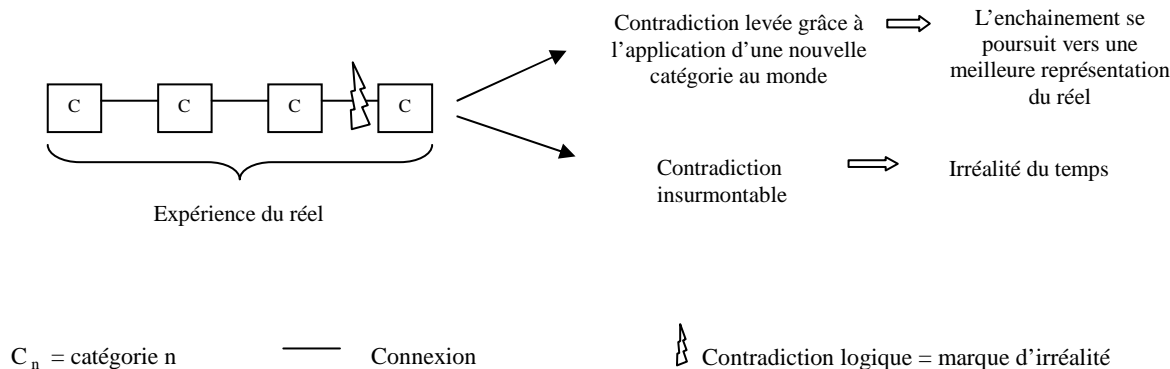 Contradiction levée grâce à
l'application d'une nouvelle
catégorie au monde
L'enchainement se
poursuit vers une
meilleure représentation
du réel
C C C C
Contradiction
insurmontable
Irréalité du temps
Expérience du réel
C n = catégorie n
Connexion
Contradiction logique = marque d'irréalité